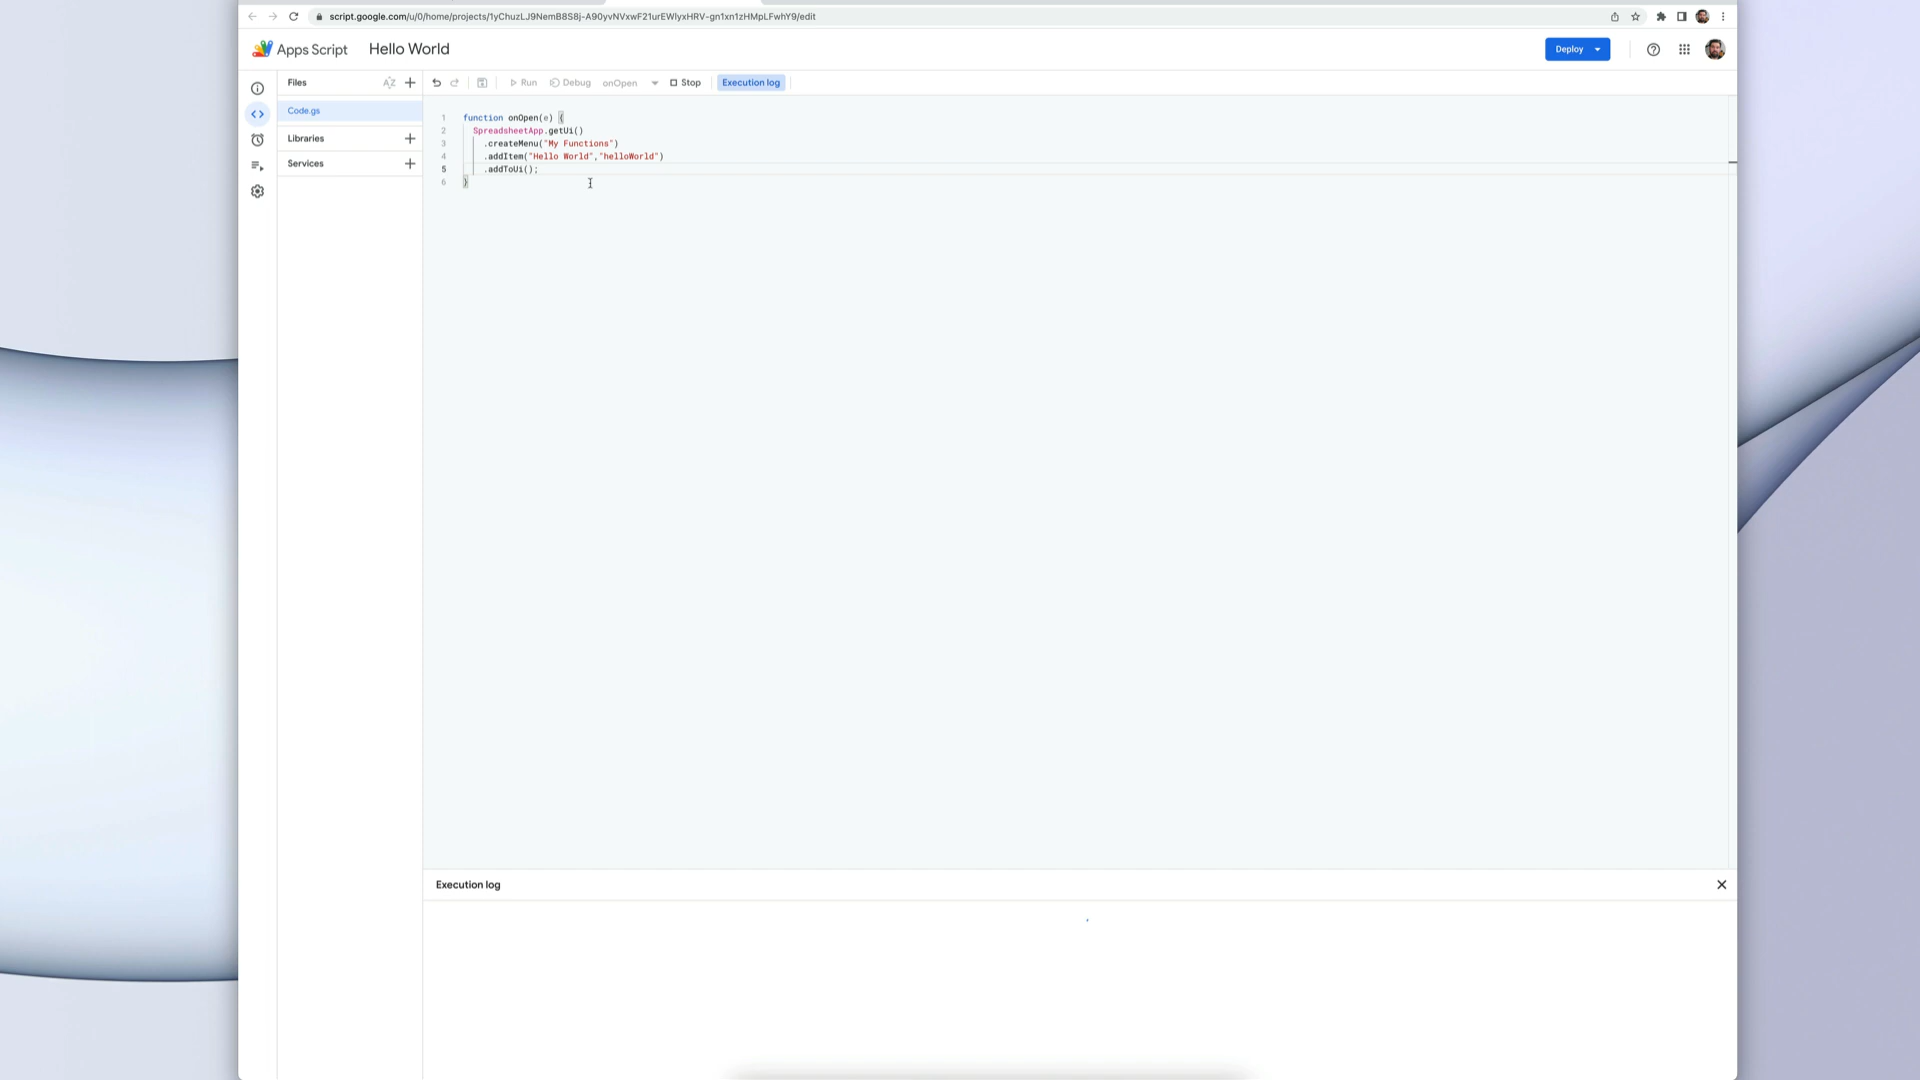 script.google.com/u/0/home/projects/1yChuzLJ9NemB8S8j-A90yvNVxwF21urEWlyxHRV-gn1xn1zHMpLFwhY9/edit
Apps Script Hello World Deploy
Files AZ Run Debug onOpen Stop Execution log
Code.gs
Libraries
Services
1 function onOpen(e) {
2 SpreadsheetApp.getUi()
3 .createMenu("My Functions")
4 .addItem("Hello World","helloWorld")
5 .addToUi();
6 }
Execution log